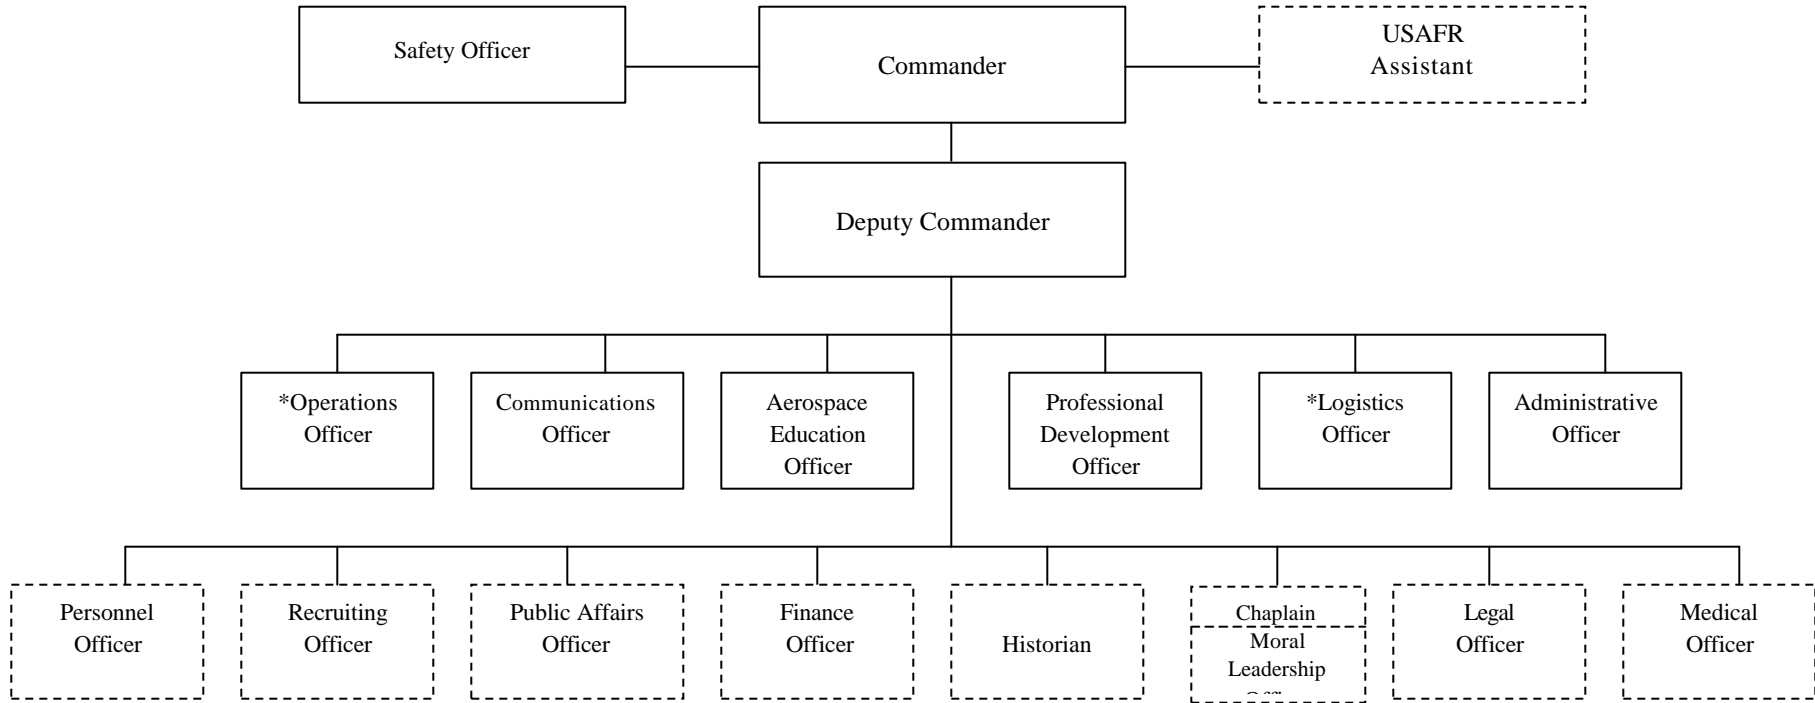 Safety Officer
Commander
USAFR
Assistant
Deputy Commander
*Operations
Officer
Communications
Officer
Aerospace
Education
Officer
Professional
Development
Officer
*Logistics
Officer
Administrative
Officer
Personnel
Officer
Recruiting
Officer
Public Affairs
Officer
Finance
Officer
Historian
Chaplain
Moral
Leadership
Legal
Officer
Medical
Officer